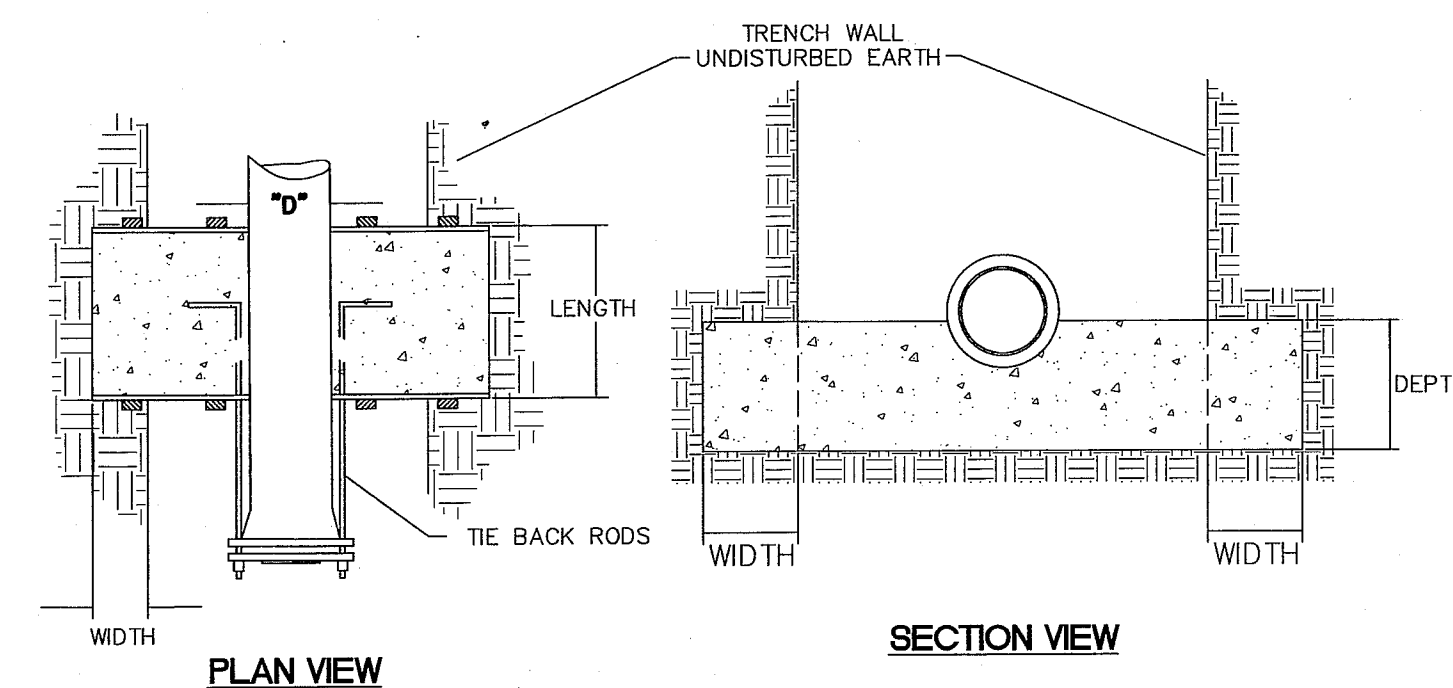 TRENCH WALL
UNDISTURBED EARTH
"D"
LENGTH
DEPT
TIE BACK RODS
WIDTH
WIDTH
WIDTH
SECTION VIEW
PLAN VIEW